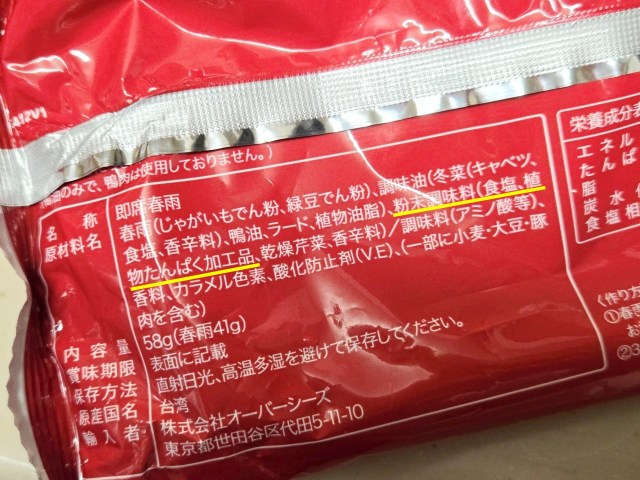 A12V1
油のみで、鴨肉は使用しておりません。)
名 称 即席春雨
原材料名 春雨(じゃがいもでん粉、緑豆でん粉)、調味油(冬菜(キャベツ、
食塩、香辛料)、鴨油、ラード、植物油脂)、粉末調味料(食塩、植
物たんぱく加工品、乾燥芹菜、香辛料)/調味料(アミノ酸等)、
香料、カラメル色素、酸化防止剤(V.E)、(一部に小麦・大豆・豚
肉を含む)
内 容 量 58g(春雨41g)
賞味期限 表面に記載
保存方法 直射日光、高温多湿を避けて保存してください。
原産国名 台湾
輸 入 者 株式会社オーバーシーズ
東京都世田谷区代田5-11-10
栄養成分表
エネル
たんぱ
脂
炭 水
食塩相
〈作り方
①春
お
②3